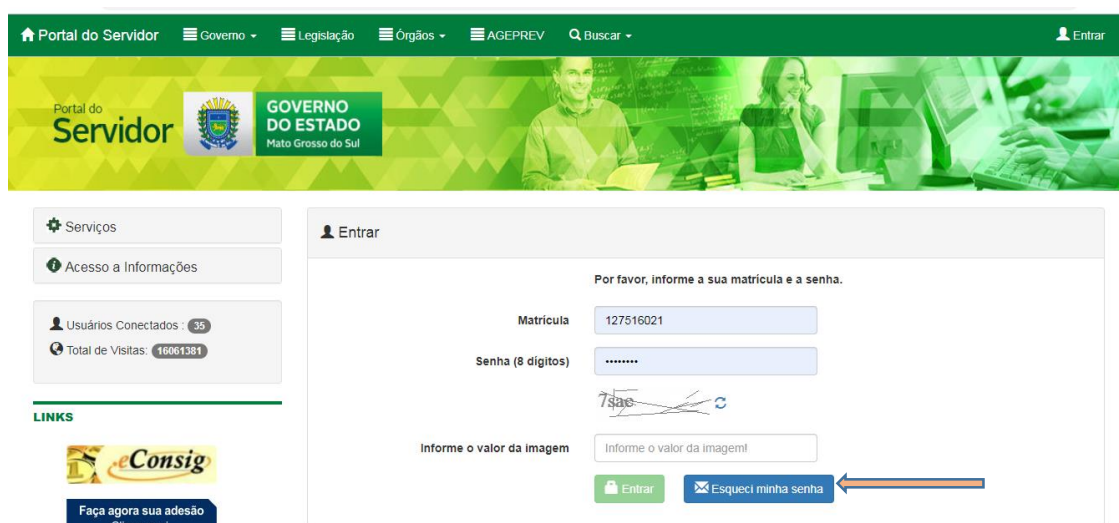 Portal do Servidor Governo Legislação Órgãos AGEPREV Buscar Entrar
Portal do
Servidor
GOVERNO
DO ESTADO
Mato Grosso do Sul
Serviços
Acesso a Informações
Usuários Conectados : 35
Total de Visitas: 16061381
LINKS
eConsig
Faça agora sua adesão
Entrar
Por favor, informe a sua matrícula e a senha.
Matrícula 127516021
Senha (8 dígitos) ••••••••
7sae
Informe o valor da imagem Informe o valor da imagem!
Entrar Esqueci minha senha